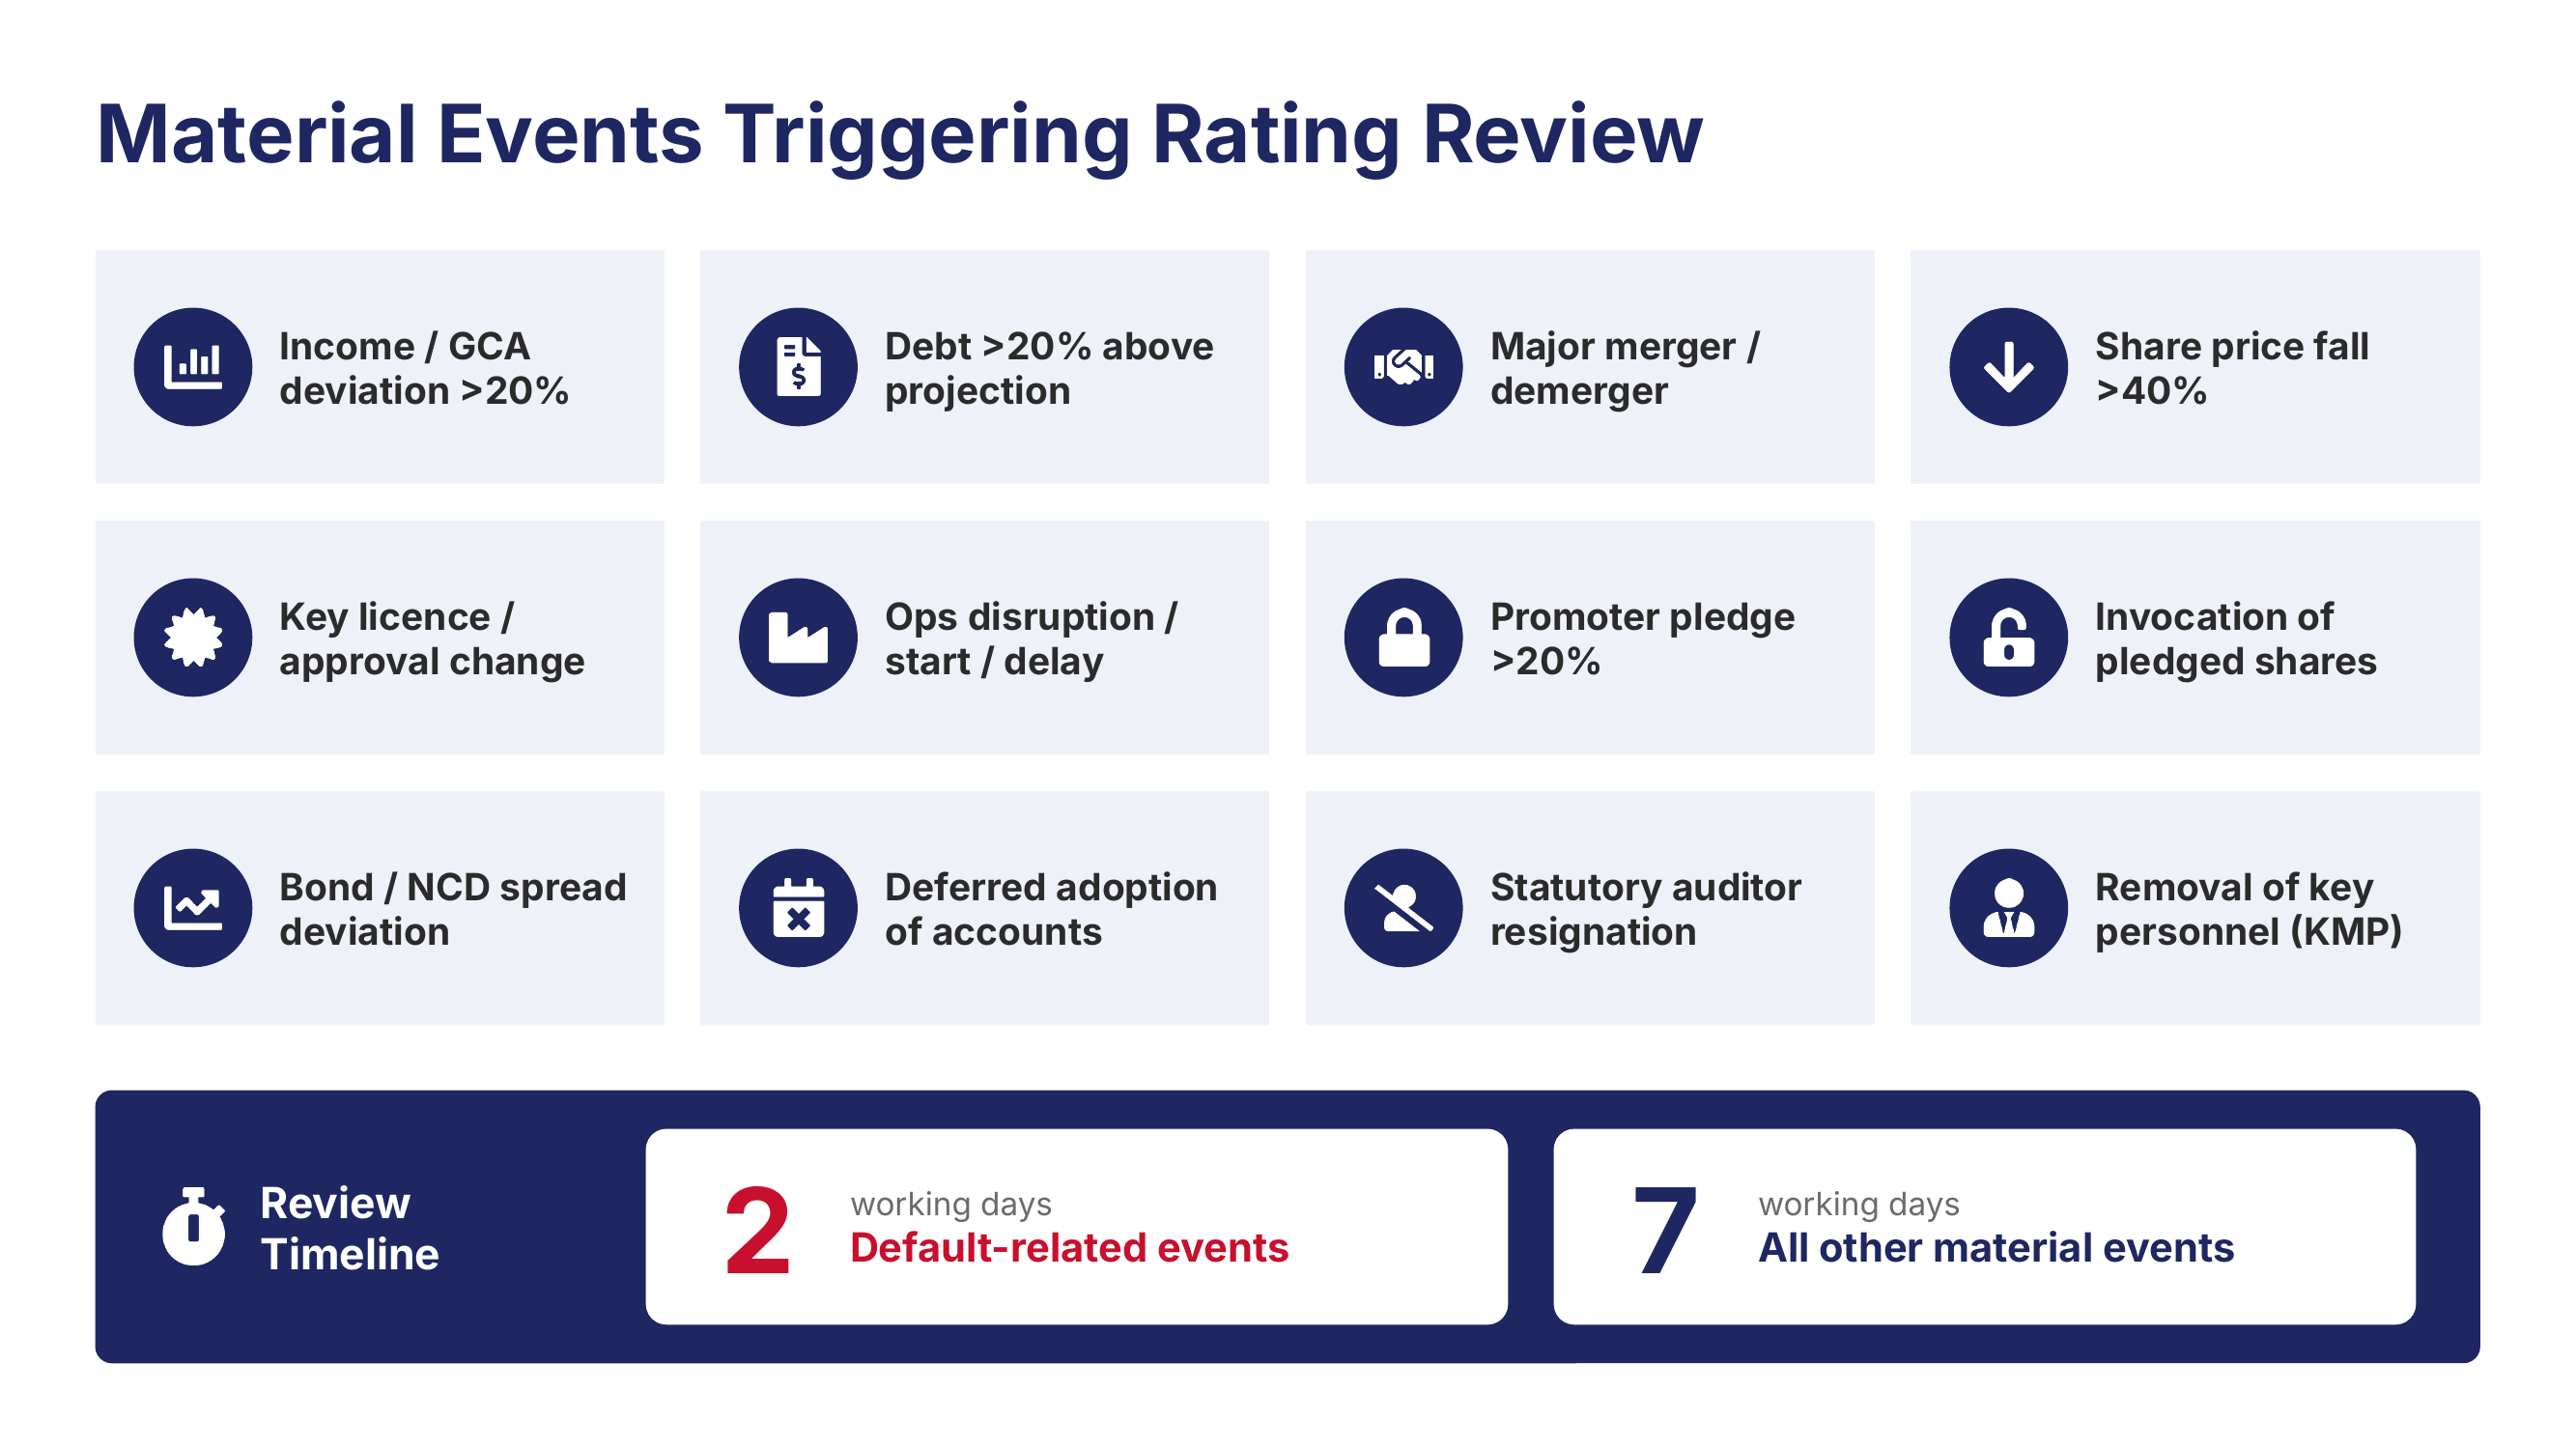 Material Events Triggering Rating Review
Income / GCA
deviation >20%
Debt >20% above
projection
Major merger /
demerger
Share price fall
>40%
Key licence /
approval change
Ops disruption /
start / delay
Promoter pledge
>20%
Invocation of
pledged shares
Bond / NCD spread
deviation
Deferred adoption
of accounts
Statutory auditor
resignation
Removal of key
personnel (KMP)
Review
Timeline
2
working days
Default-related events
7
working days
All other material events